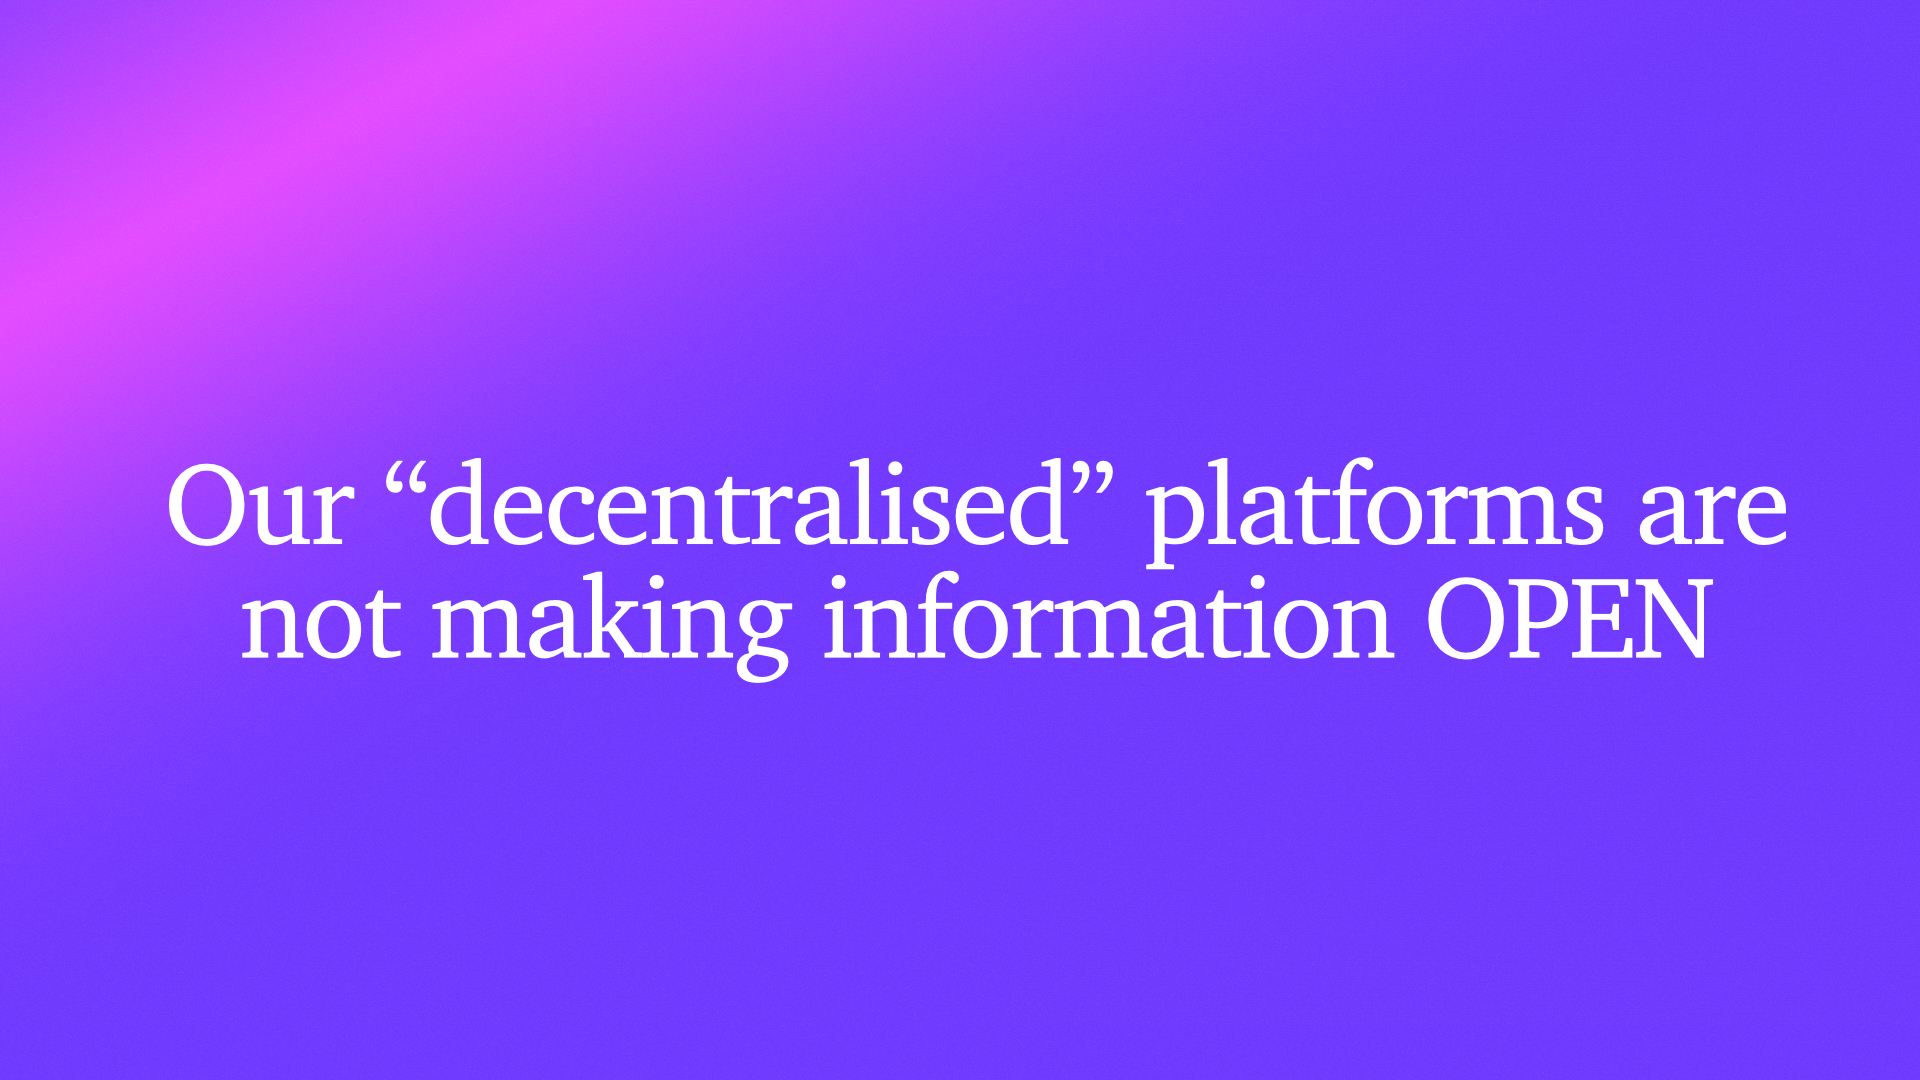 Our “decentralised” platforms are
not making information OPEN